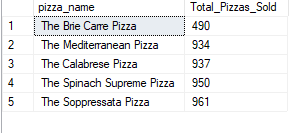 pizza_name Total_Pizzas_Sold
1 The Brie Carre Pizza 490
2 The Mediterranean Pizza 934
3 The Calabrese Pizza 937
4 The Spinach Supreme Pizza 950
5 The Soppressata Pizza 961